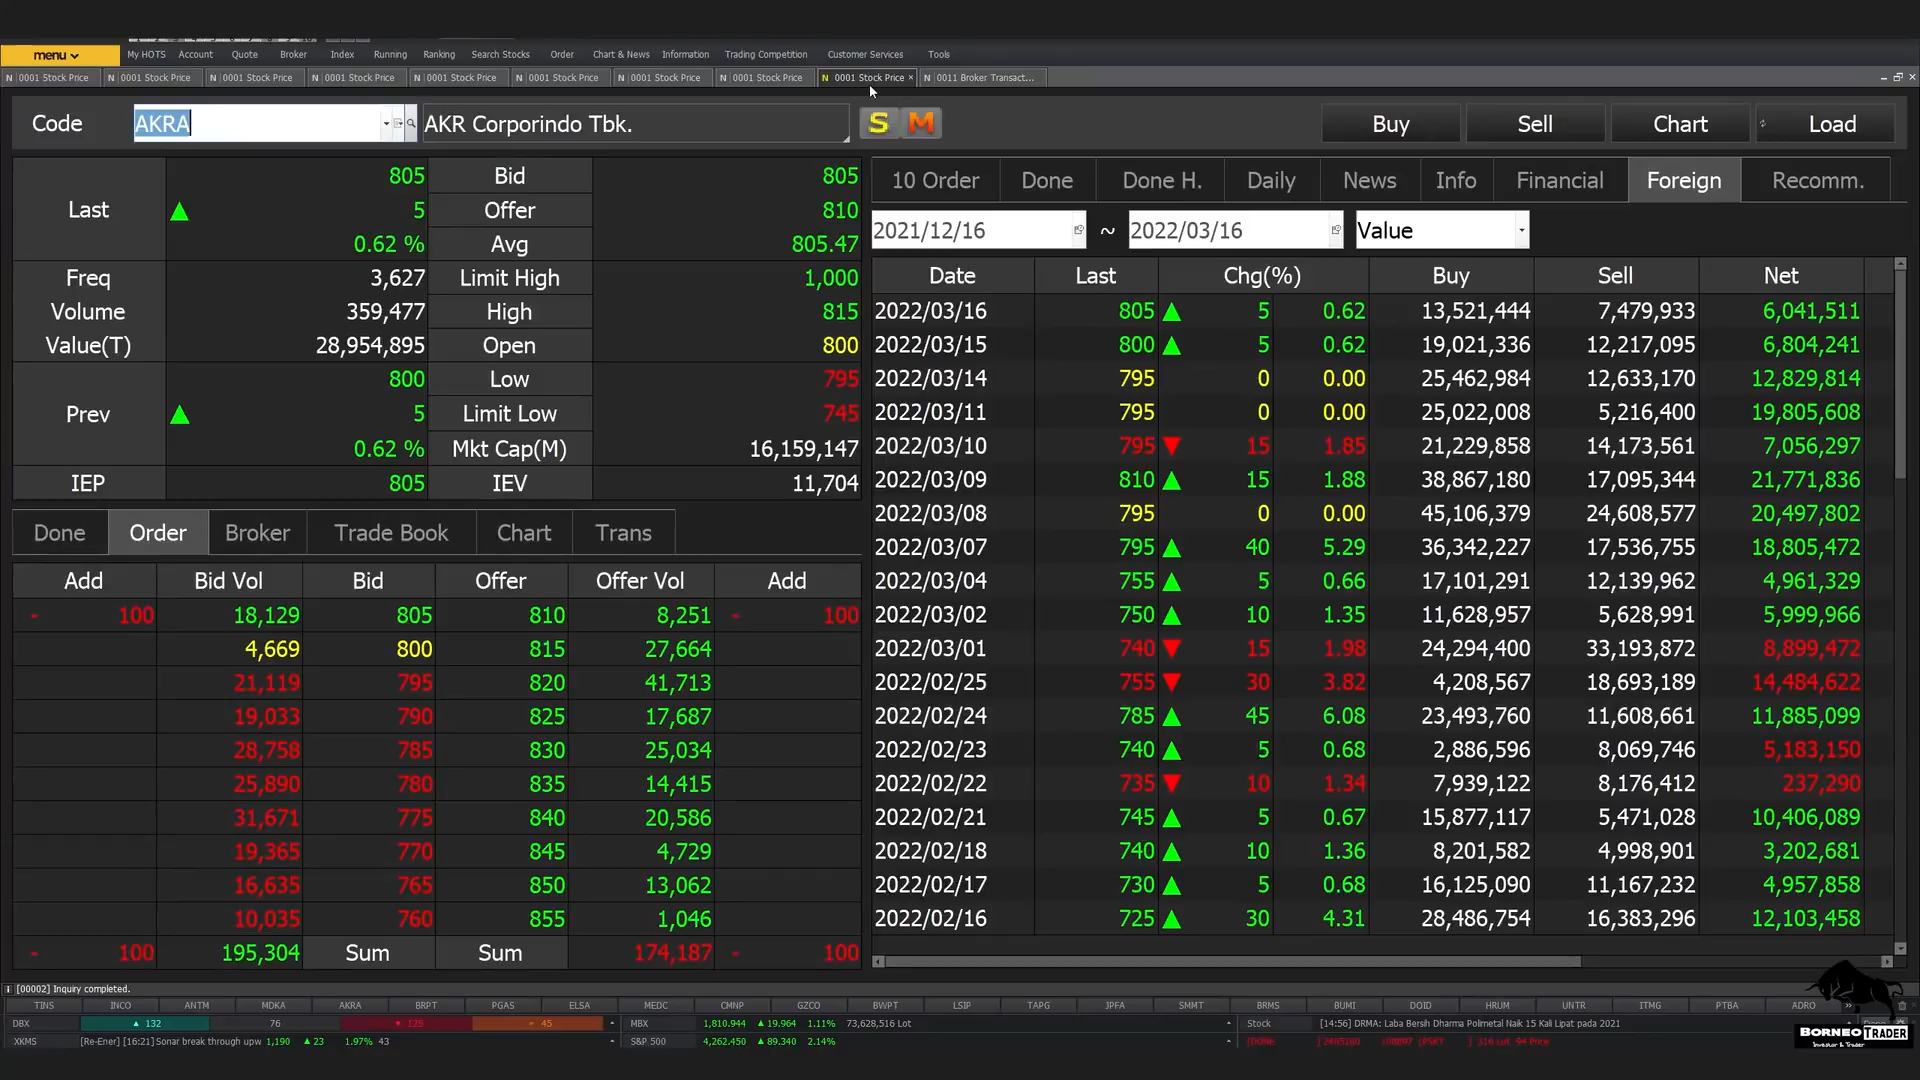 menu My HOTS Account Quote Broker Index Running Ranking Search Stocks Order Chart & News Information Trading Competition Customer Services Tools
N 0001 Stock Price N 0001 Stock Price N 0001 Stock Price N 0001 Stock Price N 0001 Stock Price N 0001 Stock Price N 0001 Stock Price N 0001 Stock Price N 0001 Stock Price × N 0011 Broker Transact...
Code AKRA AKR Corporindo Tbk. S M Buy Sell Chart Load
10 Order Done Done H. Daily News Info Financial Foreign Recomm.
2021/12/16 ~ 2022/03/16 Value
Last 805 Bid 805
▲ 5 Offer 810
0.62 % Avg 805.47
Freq 3,627 Limit High 1,000
Volume 359,477 High 815
Value(T) 28,954,895 Open 800
Prev 800 Low 795
▲ 5 Limit Low 745
0.62 % Mkt Cap(M) 16,159,147
IEP 805 IEV 11,704
Done Order Broker Trade Book Chart Trans
Add Bid Vol Bid Offer Offer Vol Add
- 100 18,129 805 810 8,251 - 100
4,669 800 815 27,664
21,119 795 820 41,713
19,033 790 825 17,687
28,758 785 830 25,034
25,890 780 835 14,415
31,671 775 840 20,586
19,365 770 845 4,729
16,635 765 850 13,062
10,035 760 855 1,046
- 100 195,304 Sum Sum 174,187 - 100
Date Last Chg(%) Buy Sell Net
2022/03/16 805 ▲ 5 0.62 13,521,444 7,479,933 6,041,511
2022/03/15 800 ▲ 5 0.62 19,021,336 12,217,095 6,804,241
2022/03/14 795 0 0.00 25,462,984 12,633,170 12,829,814
2022/03/11 795 0 0.00 25,022,008 5,216,400 19,805,608
2022/03/10 795 ▼ 15 1.85 21,229,858 14,173,561 7,056,297
2022/03/09 810 ▲ 15 1.88 38,867,180 17,095,344 21,771,836
2022/03/08 795 0 0.00 45,106,379 24,608,577 20,497,802
2022/03/07 795 ▲ 40 5.29 36,342,227 17,536,755 18,805,472
2022/03/04 755 ▲ 5 0.66 17,101,291 12,139,962 4,961,329
2022/03/02 750 ▲ 10 1.35 11,628,957 5,628,991 5,999,966
2022/03/01 740 ▼ 15 1.98 24,294,400 33,193,872 8,899,472
2022/02/25 755 ▼ 30 3.82 4,208,567 18,693,189 14,484,622
2022/02/24 785 ▲ 45 6.08 23,493,760 11,608,661 11,885,099
2022/02/23 740 ▲ 5 0.68 2,886,596 8,069,746 5,183,150
2022/02/22 735 ▼ 10 1.34 7,939,122 8,176,412 237,290
2022/02/21 745 ▲ 5 0.67 15,877,117 5,471,028 10,406,089
2022/02/18 740 ▲ 10 1.36 8,201,582 4,998,901 3,202,681
2022/02/17 730 ▲ 5 0.68 16,125,090 11,167,232 4,957,858
2022/02/16 725 ▲ 30 4.31 28,486,754 16,383,296 12,103,458
[00002] Inquiry completed.
TINS INCO ANTM MDKA AKRA BRPT PGAS ELSA MEDC CMNP GZCO BWPT LSIP TAPG JPFA SMMT BRMS BUMI DOID HRUM UNTR ITMG PTBA ADRO
DBX ▲ 132 76 ▼ 125 45 MBX 1,810.944 ▲ 19.964 1.11% 73,628,516 Lot Stock [14:56] DRMA: Laba Bersih Dharma Polimetal Naik 15 Kali Lipat pada 2021
XKMS [Re-Ener] [16:21] Sonar break through upw 1,190 ▲ 23 1.97% 43 S&P 500 4,262.450 ▲ 89.340 2.14%
BORNEO TRADER
Investor & Trader